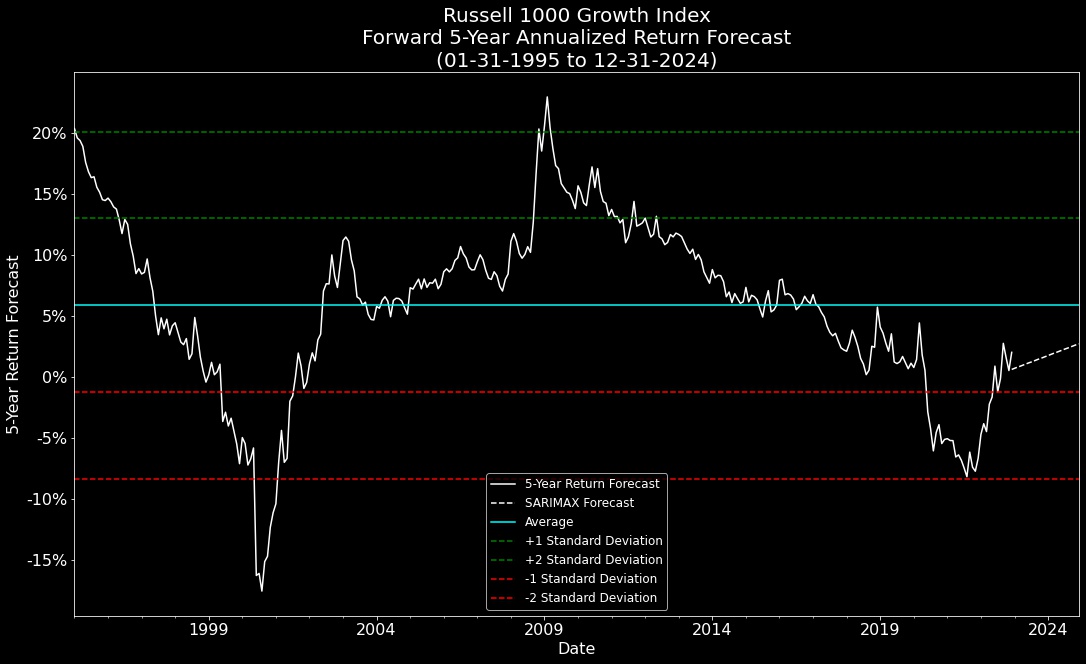 Russell 1000 Growth Index
Forward 5-Year Annualized Return Forecast
(01-31-1995 to 12-31-2024)
5-Year Return Forecast
20%
15%
10%
5%
0%
-5%
-10%
-15%
5-Year Return Forecast
SARIMAX Forecast
Average
+1 Standard Deviation
+2 Standard Deviation
-1 Standard Deviation
-2 Standard Deviation
1999 2004 2009 2014 2019 2024
Date